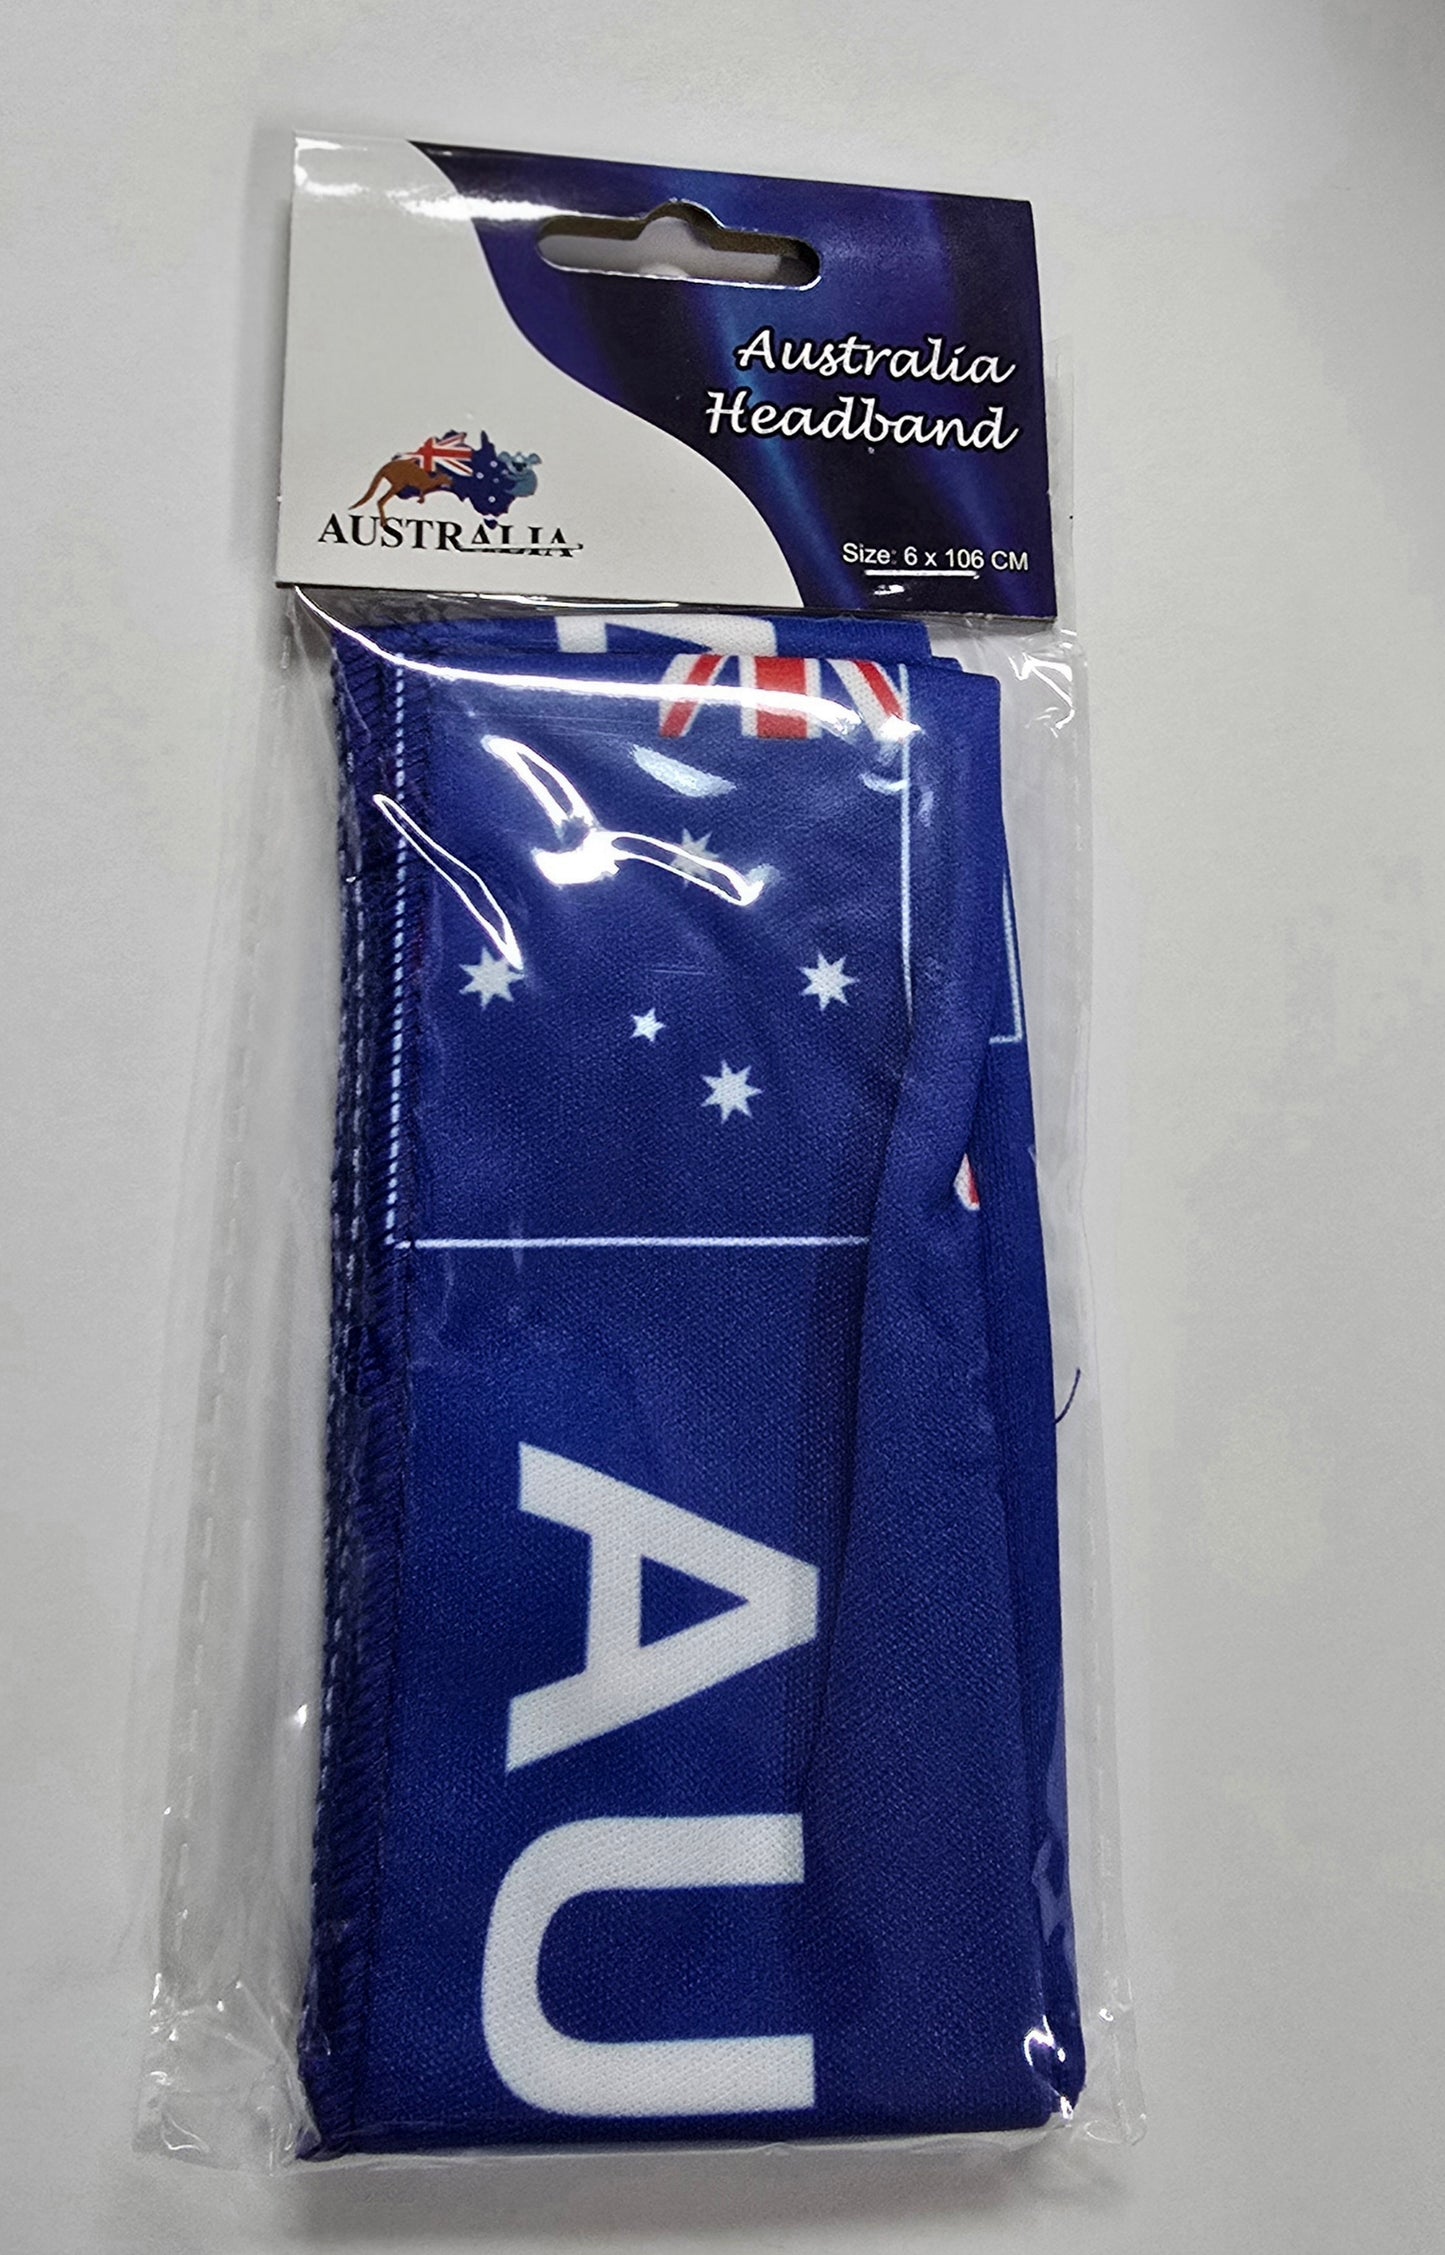 Australia
Headband
AUSTRALIA
Size: 6 x 106 CM
AU